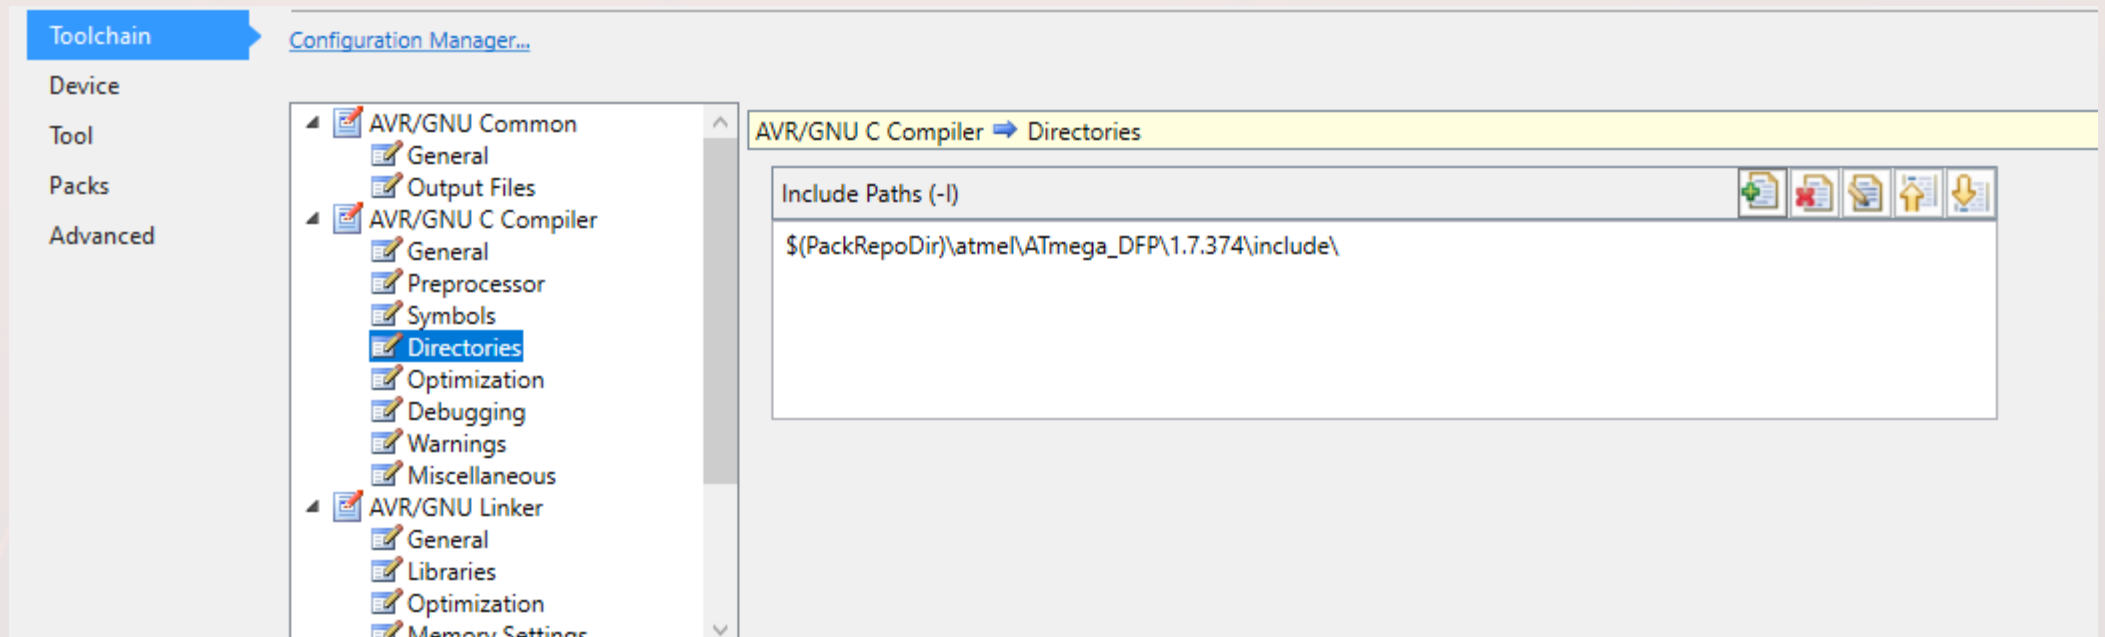 Toolchain
Device
Tool
Packs
Advanced
Configuration Manager...
AVR/GNU Common
General
Output Files
AVR/GNU C Compiler
General
Preprocessor
Symbols
Directories
Optimization
Debugging
Warnings
Miscellaneous
AVR/GNU Linker
General
Libraries
Optimization
Memory Settings
AVR/GNU C Compiler ➡ Directories
Include Paths (-I)
$(PackRepoDir)\atmel\ATmega_DFP\1.7.374\include\